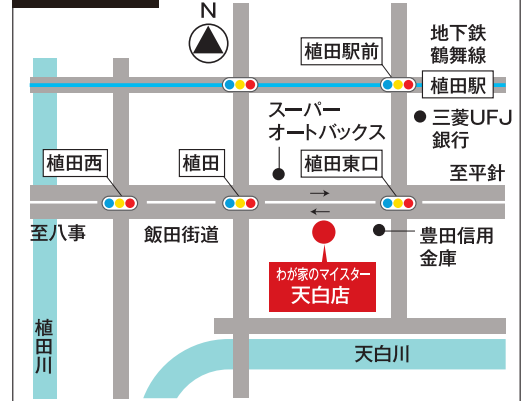 N
地下鉄
鶴舞線
植田駅前
植田駅
スーパー
オートバックス
三菱UFJ
銀行
植田西
植田
植田東口
至平針
→
←
至八事
飯田街道
豊田信用
金庫
わが家のマイスター
天白店
植田川
天白川